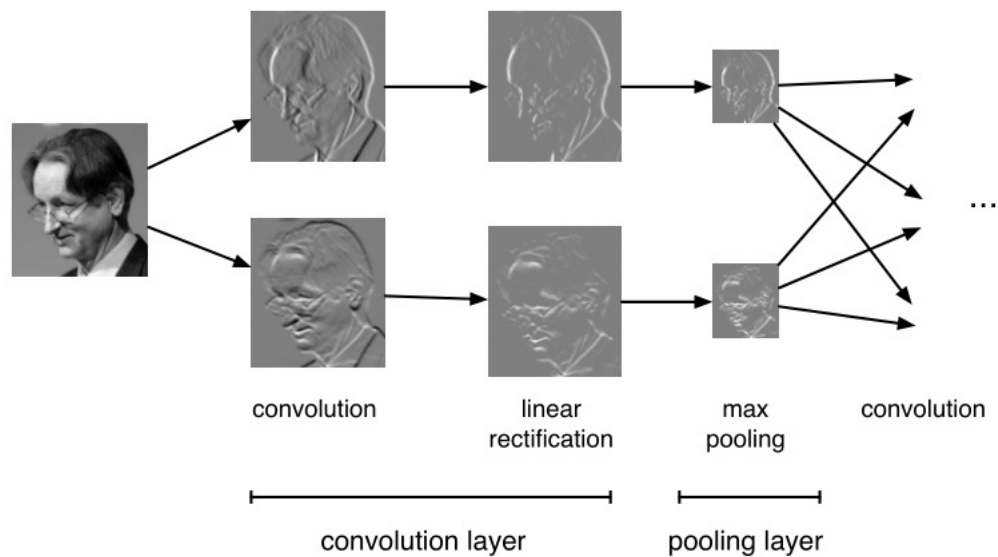 ...
convolution
linear
rectification
max
pooling
convolution
convolution layer
pooling layer